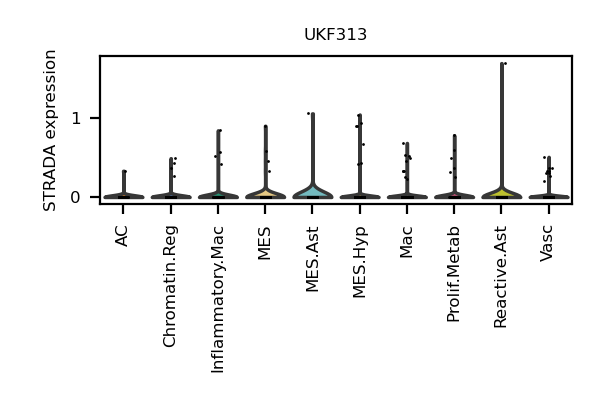 UKF313
STRADA expression
1
0
AC
Chromatin.Reg
Inflammatory.Mac
MES
MES.Ast
MES.Hyp
Mac
Prolif.Metab
Reactive.Ast
Vasc